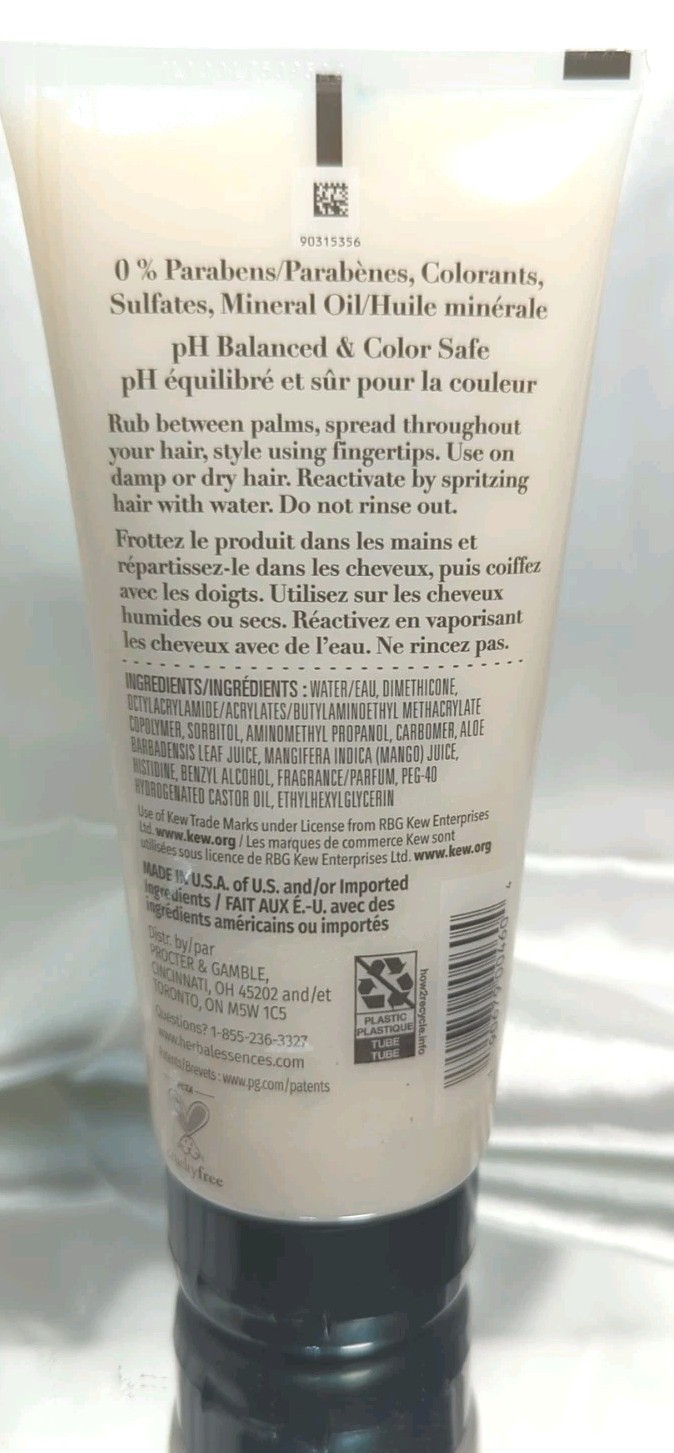 90315356
0 % Parabens/Parabènes, Colorants,
Sulfates, Mineral Oil/Huile minérale
pH Balanced & Color Safe
pH équilibré et sûr pour la couleur
Rub between palms, spread throughout
your hair, style using fingertips. Use on
damp or dry hair. Reactivate by spritzing
hair with water. Do not rinse out.
Frottez le produit dans les mains et
répartissez-le dans les cheveux, puis coiffez
avec les doigts. Utilisez sur les cheveux
humides ou secs. Réactivez en vaporisant
les cheveux avec de l'eau. Ne rincez pas.
INGREDIENTS/INGRÉDIENTS : WATER/EAU, DIMETHICONE,
OCTYLACRYLAMIDE/ACRYLATES/BUTYLAMINOETHYL METHACRYLATE
COPOLYMER, SORBITOL, AMINOMETHYL PROPANOL, CARBOMER, ALOE
BARBADENSIS LEAF JUICE, MANGIFERA INDICA (MANGO) JUICE,
HISTIDINE, BENZYL ALCOHOL, FRAGRANCE/PARFUM, PEG-40
HYDROGENATED CASTOR OIL, ETHYLHEXYLGLYCERIN
Use of Kew Trade Marks under License from RBG Kew Enterprises
Ltd. www.kew.org / Les marques de commerce Kew sont
utilisées sous licence de RBG Kew Enterprises Ltd. www.kew.org
MADE IN U.S.A. of U.S. and/or Imported
Ingredients / FAIT AUX É.-U. avec des
ingrédients américains ou importés
Distr. by/par
PROCTER & GAMBLE,
CINCINNATI, OH 45202 and/et
TORONTO, ON M5W 1C5
Questions? 1-855-236-3327
www.herbalessences.com
Patents/Brevets : www.pg.com/patents
PLASTIC
PLASTIQUE
TUBE
TUBE
how2recycle.info
crueltyfree